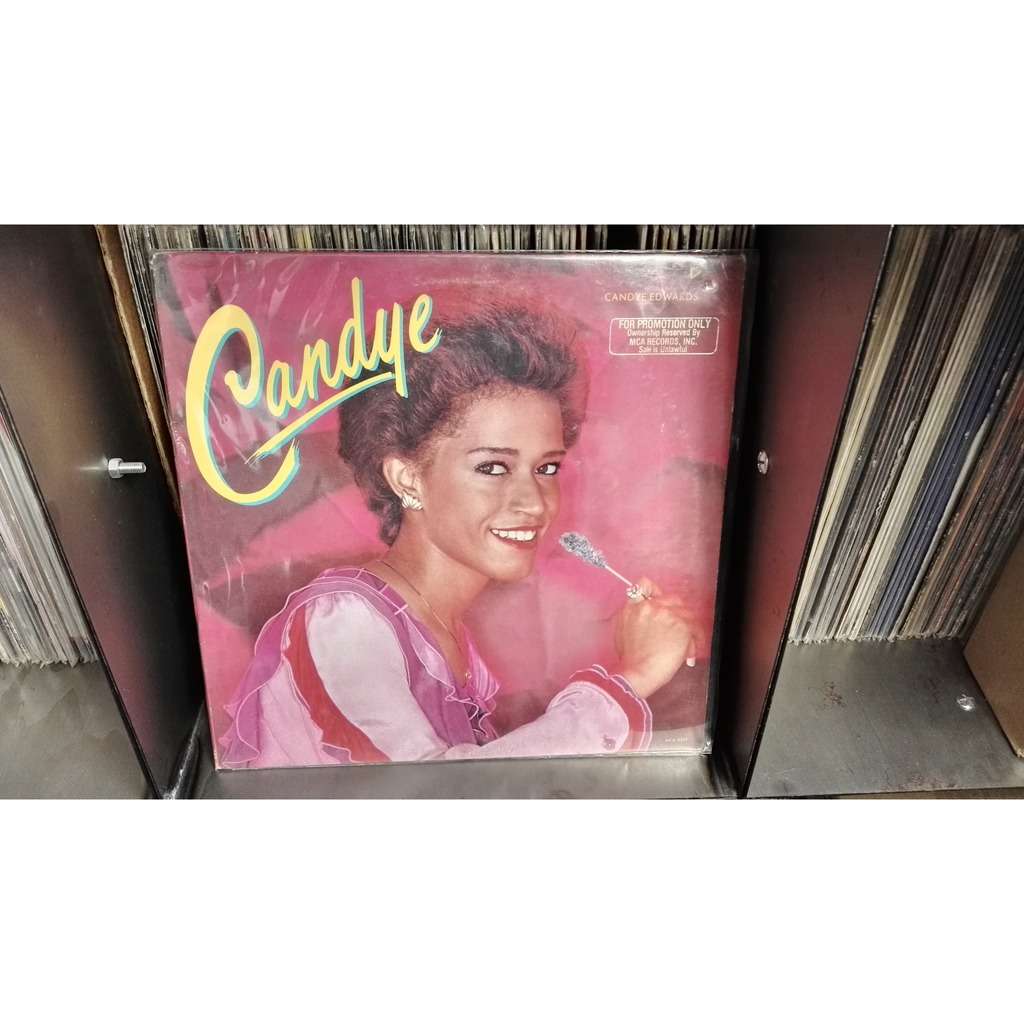 Candye
CANDYE EDWARDS
FOR PROMOTION ONLY
Ownership Reserved By
MCA RECORDS, INC.
Sale is Unlawful